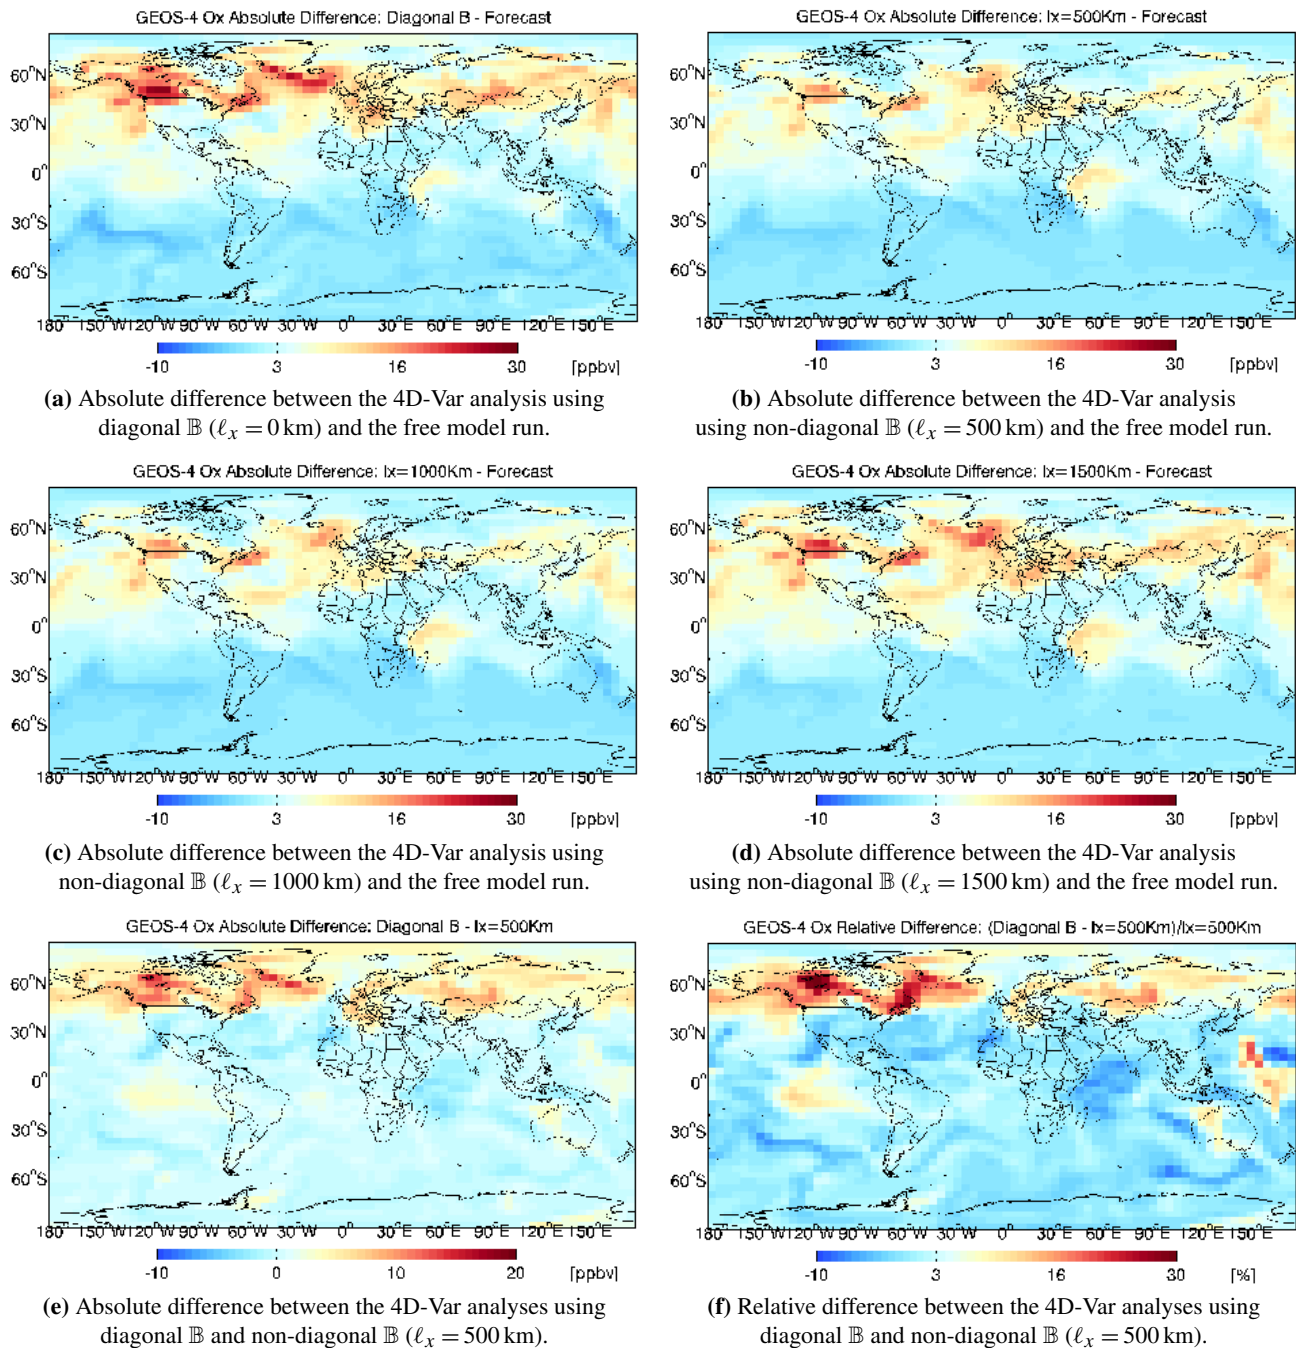 GEOS-4 Ox Absolute Difference: Diagonal B - Forecast
60°N
30°N
0°
30°S
60°S
180 150°W 120°W 90°W 60°W 30°W 0° 30°E 60°E 90°E 120°E 150°E
-10 3 16 30 [ppbv]
(a) Absolute difference between the 4D-Var analysis using
diagonal 𝔹 (ℓx = 0 km) and the free model run.
GEOS-4 Ox Absolute Difference: lx=500Km - Forecast
60°N
30°N
0°
30°S
60°S
180 150°W 120°W 90°W 60°W 30°W 0° 30°E 60°E 90°E 120°E 150°E
-10 3 16 30 [ppbv]
(b) Absolute difference between the 4D-Var analysis
using non-diagonal 𝔹 (ℓx = 500 km) and the free model run.
GEOS-4 Ox Absolute Difference: lx=1000Km - Forecast
60°N
30°N
0°
30°S
60°S
180 150°W 120°W 90°W 60°W 30°W 0° 30°E 60°E 90°E 120°E 150°E
-10 3 16 30 [ppbv]
(c) Absolute difference between the 4D-Var analysis using
non-diagonal 𝔹 (ℓx = 1000 km) and the free model run.
GEOS-4 Ox Absolute Difference: lx=1500Km - Forecast
60°N
30°N
0°
30°S
60°S
180 150°W 120°W 90°W 60°W 30°W 0° 30°E 60°E 90°E 120°E 150°E
-10 3 16 30 [ppbv]
(d) Absolute difference between the 4D-Var analysis
using non-diagonal 𝔹 (ℓx = 1500 km) and the free model run.
GEOS-4 Ox Absolute Difference: Diagonal B - lx=500Km
60°N
30°N
0°
30°S
60°S
180 150°W 120°W 90°W 60°W 30°W 0° 30°E 60°E 90°E 120°E 150°E
-10 0 10 20 [ppbv]
(e) Absolute difference between the 4D-Var analyses using
diagonal 𝔹 and non-diagonal 𝔹 (ℓx = 500 km).
GEOS-4 Ox Relative Difference: (Diagonal B - lx=500Km)/lx=500Km
60°N
30°N
0°
30°S
60°S
180 150°W 120°W 90°W 60°W 30°W 0° 30°E 60°E 90°E 120°E 150°E
-10 3 16 30 [%]
(f) Relative difference between the 4D-Var analyses using
diagonal 𝔹 and non-diagonal 𝔹 (ℓx = 500 km).